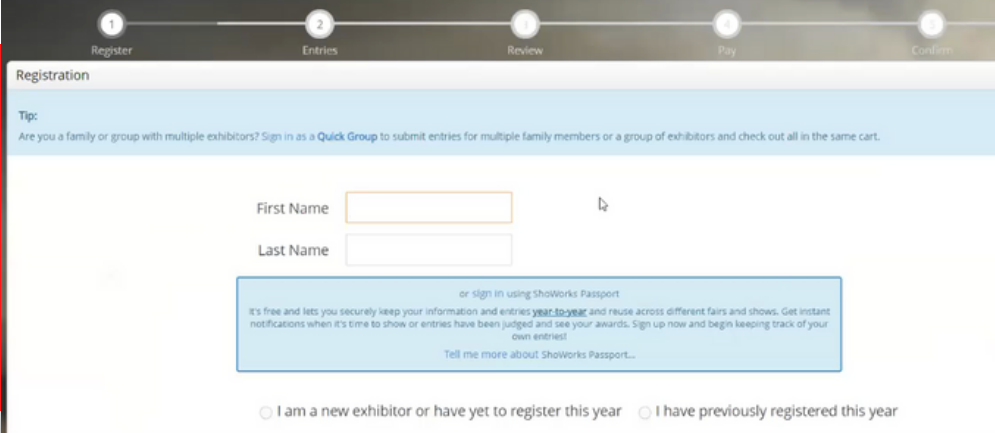 1
2
Register
Entries
Review
Pay
Confirm
Registration
Tip:
Are you a family or group with multiple exhibitors? Sign in as a Quick Group to submit entries for multiple family members or a group of exhibitors and check out all in the same cart.
First Name
Last Name
or sign in using ShoWorks Passport
It's free and lets you securely keep your information and entries year-to-year and reuse across different fairs and shows. Get instant
notifications when it's time to show or entries have been judged and see your awards. Sign up now and begin keeping track of your
own entries!
Tell me more about ShoWorks Passport...
I am a new exhibitor or have yet to register this year
I have previously registered this year